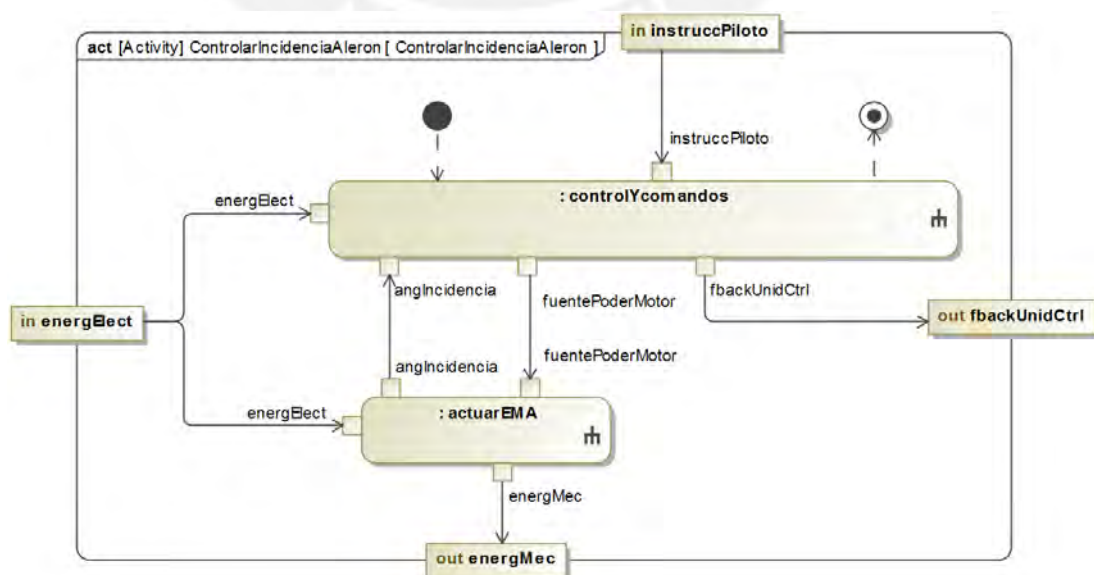 in instruccPiloto
act [Activity] ControlarIncidenciaAleron [ ControlarIncidenciaAleron ]
instruccPiloto
: controlYcomandos
energElect
angIncidencia
fuentePoderMotor
fbackUnidCtrl
in energElect
out fbackUnidCtrl
fuentePoderMotor
angIncidencia
energElect
: actuarEMA
energMec
out energMec